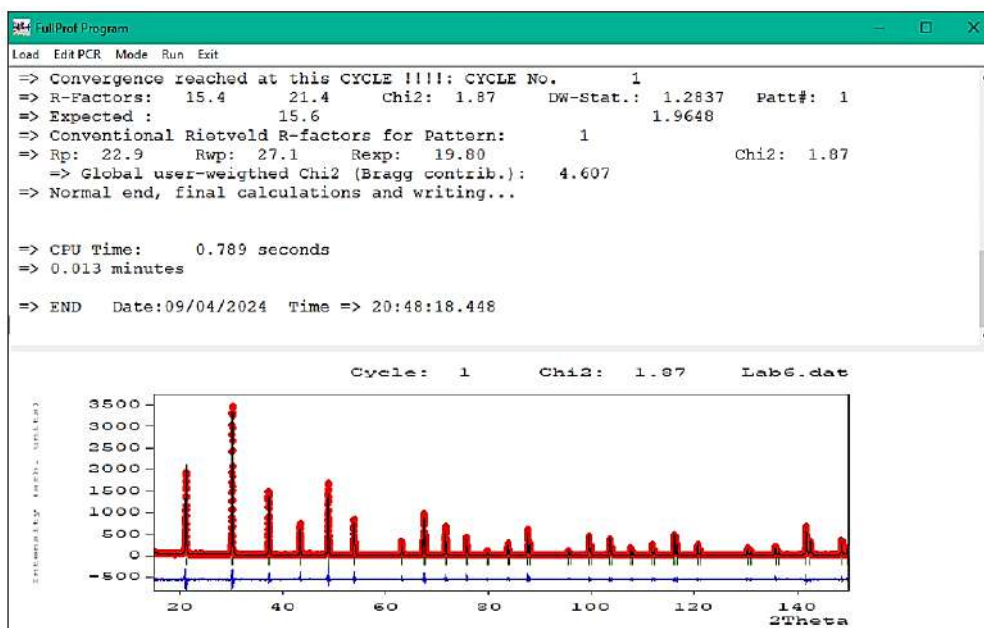 FullProf Program
Load Edit PCR Mode Run Exit
=> Convergence reached at this CYCLE !!!!: CYCLE No. 1
=> R-Factors: 15.4 21.4 Chi2: 1.87 DW-Stat.: 1.2837 Patt#: 1
=> Expected : 15.6 1.9648
=> Conventional Rietveld R-factors for Pattern: 1
=> Rp: 22.9 Rwp: 27.1 Rexp: 19.80 Chi2: 1.87
=> Global user-weigthed Chi2 (Bragg contrib.): 4.607
=> Normal end, final calculations and writing...
=> CPU Time: 0.789 seconds
=> 0.013 minutes
=> END Date:09/04/2024 Time => 20:48:18.448
Cycle: 1 Chi2: 1.87 Lab6.dat
Intensity (arb. units)
3500
3000
2500
2000
1500
1000
500
0
-500
20 40 60 80 100 120 140
2Theta